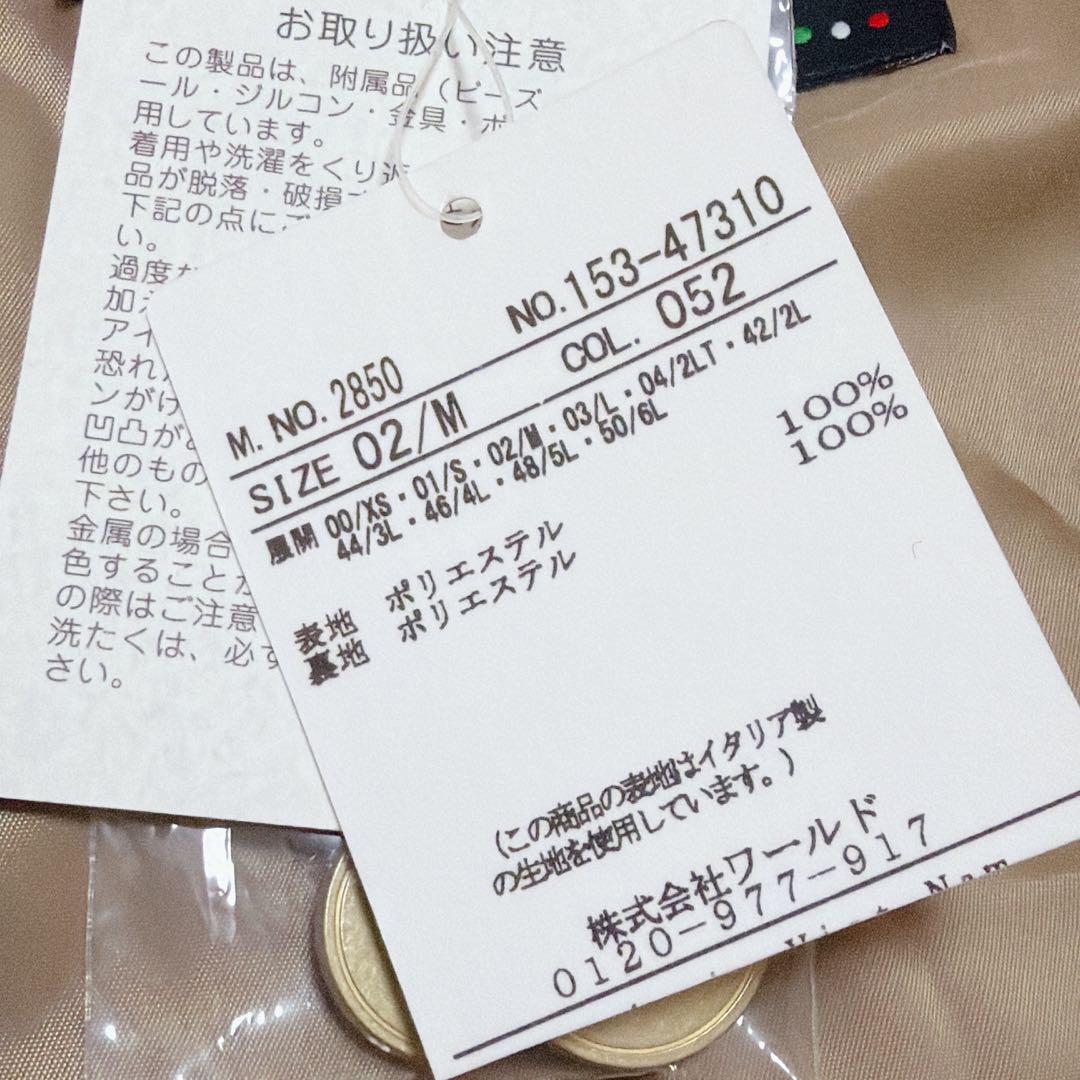 お取り扱い注意
この製品は、附属品（ビーズ
ール・ジルコン・金具・ボ
用しています。
着用や洗濯をくり返
品が脱落・破損
下記の点にご
い。
過度な
加え
アイ
恐れ
ンがけ
凹凸が
他のもの
下さい。
金属の場合
色することが
の際はご注意
洗たくは、必ず
さい。
NO. 153-47310
M. NO. 2850 COL. 052
SIZE 02/M
展開 00/XS・01/S・02/M・03/L・04/2LT・42/2L
44/3L・46/4L・48/5L・50/6L
表地 ポリエステル 100%
裏地 ポリエステル 100%
(この商品の表地はイタリア製
の生地を使用しています。)
株式会社ワールド
0120-977-917